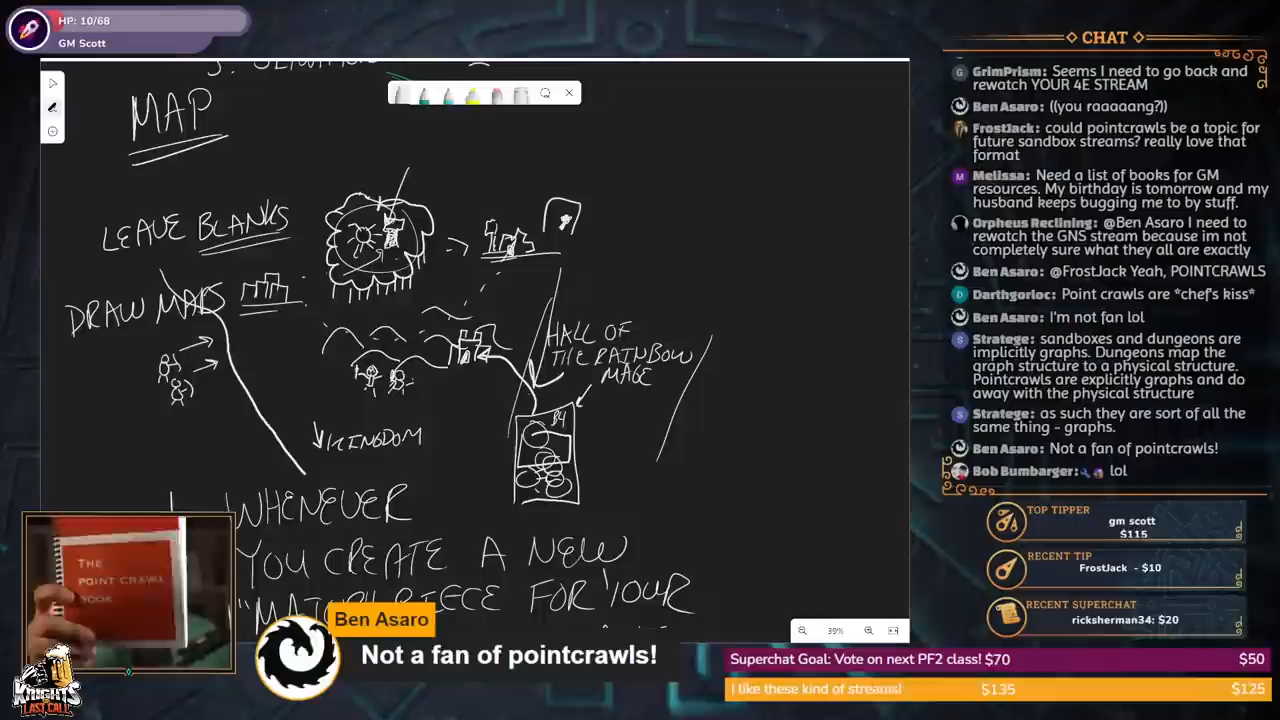 HP: 10/68
GM Scott
MAP
LEAVE BLANKS
DRAW MAPS
HALL OF
THE RAINBOW
MAGE
KINGDOM
WHENEVER
YOU CREATE A NEW
PIECE FOR YOUR
39%
THE
POINT CRAWL
BOOK
Ben Asaro
Not a fan of pointcrawls!
KNIGHTS
LAST CALL
CHAT
G GrimPrism: Seems I need to go back and
rewatch YOUR 4E STREAM
Ben Asaro: ((you raaaaang?))
FrostJack: could pointcrawls be a topic for
future sandbox streams? really love that
format
M Melissa: Need a list of books for GM
resources. My birthday is tomorrow and my
husband keeps bugging me to by stuff.
Orpheus Reclining: @Ben Asaro I need to
rewatch the GNS stream because im not
completely sure what they all are exactly
Ben Asaro: @FrostJack Yeah, POINTCRAWLS
D Darthgorloc: Point crawls are *chef's kiss*
Ben Asaro: I'm not fan lol
S Stratege: sandboxes and dungeons are
implicitly graphs. Dungeons map the
graph structure to a physical structure.
Pointcrawls are explicitly graphs and do
away with the physical structure
S Stratege: as such they are sort of all the
same thing - graphs.
Ben Asaro: Not a fan of pointcrawls!
Bob Bumbarger: lol
TOP TIPPER
gm scott
$115
RECENT TIP
FrostJack - $10
RECENT SUPERCHAT
ricksherman34: $20
Superchat Goal: Vote on next PF2 class! $70 $50
I like these kind of streams! $135 $125